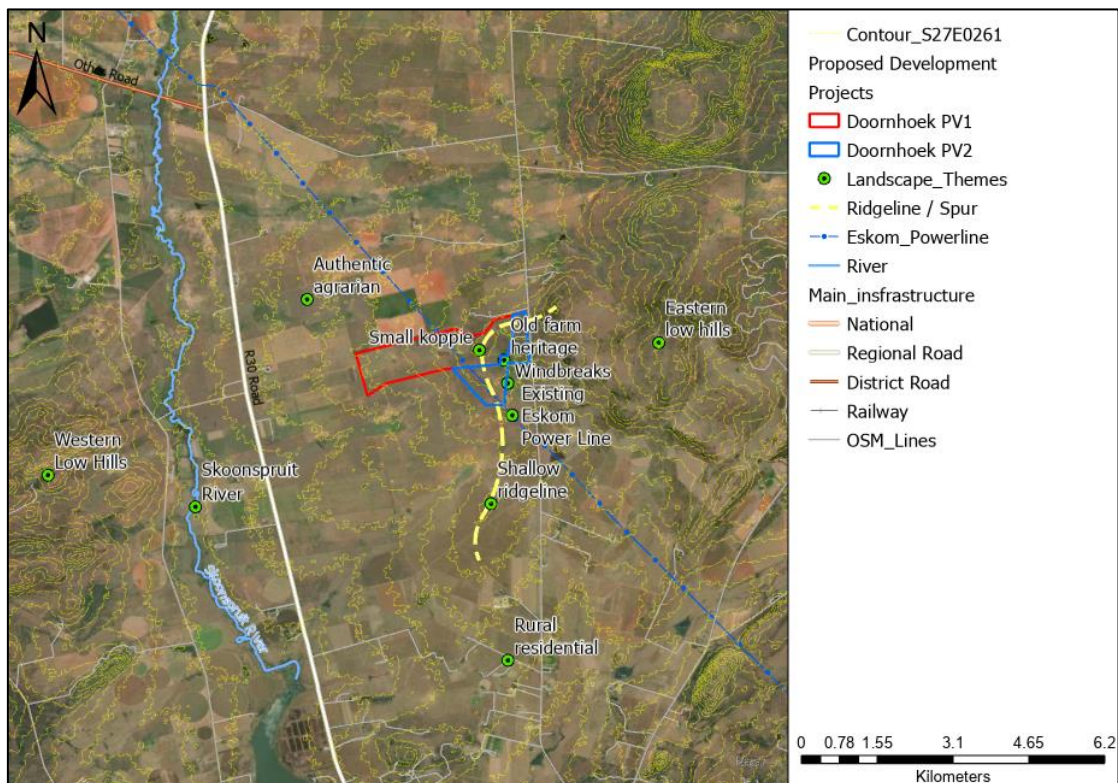 N
Other Road
Authentic
agrarian
Small koppie
Old farm
heritage
Eastern
low hills
Windbreaks
Existing
Eskom
Power Line
R30 Road
Western
Low Hills
Skoonspruit
River
Shallow
ridgeline
Skoonspruit River
Rural
residential
Contour_S27E0261
Proposed Development
Projects
Doornhoek PV1
Doornhoek PV2
Landscape_Themes
Ridgeline / Spur
Eskom_Powerline
River
Main_insfrastructure
National
Regional Road
District Road
Railway
OSM_Lines
0 0.78 1.55 3.1 4.65 6.2
Kilometers